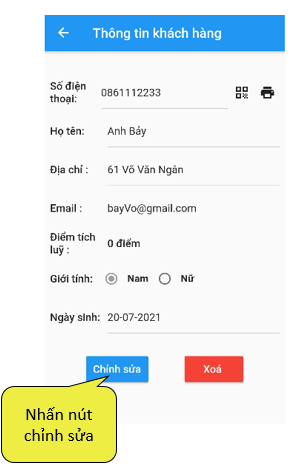 Thông tin khách hàng
Số điện
thoại: 0861112233
Họ tên: Anh Bảy
Địa chỉ : 61 Võ Văn Ngân
Email : bayVo@gmail.com
Điểm tích
luỹ : 0 điểm
Giới tính: Nam Nữ
Ngày sinh: 20-07-2021
Chỉnh sửa Xoá
Nhấn nút
chỉnh sửa